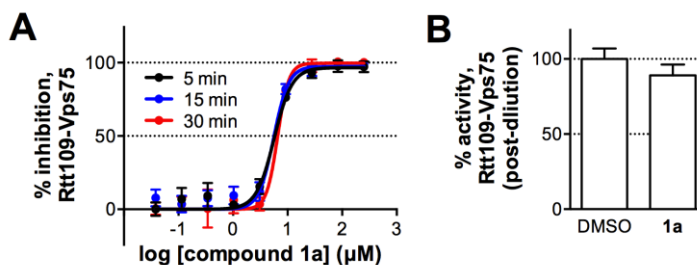 A
% inhibition,
Rtt109-Vps75
100
50
0
5 min
15 min
30 min
-1
0
1
2
3
log [compound 1a] (µM)
B
% activity,
Rtt109-Vps75
(post-dliution)
100
50
0
DMSO
1a